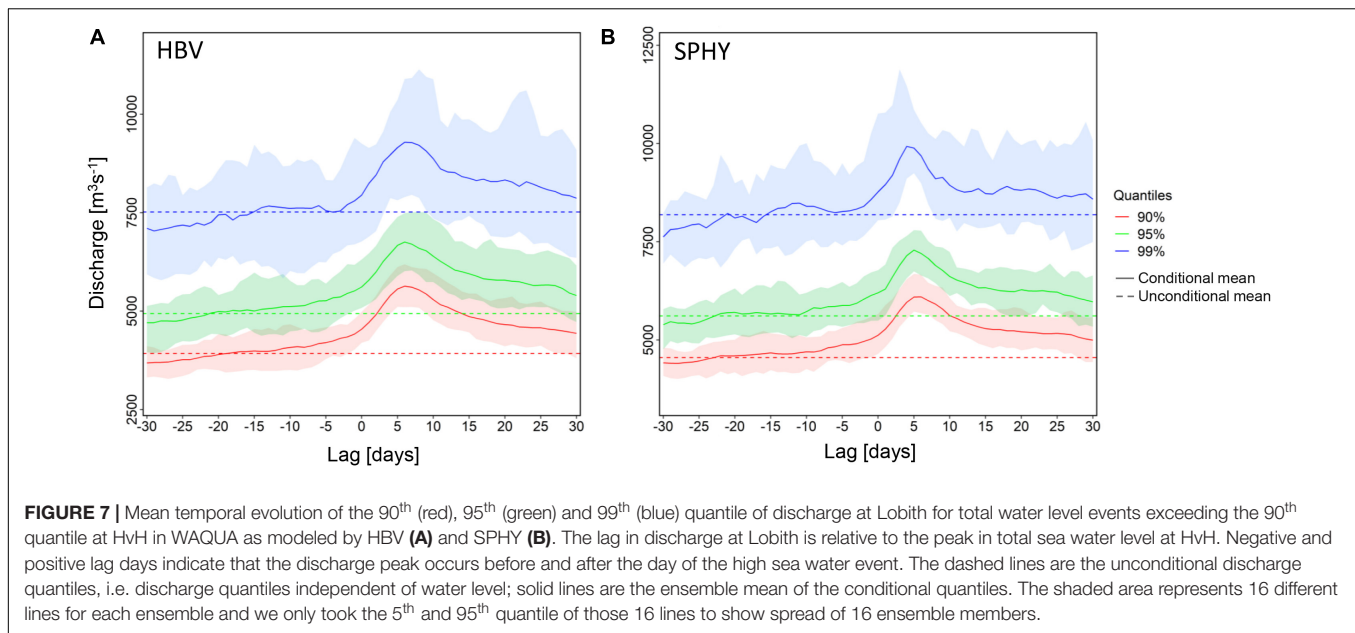 A
HBV
B
SPHY
Discharge [m³s⁻¹]
10000
7500
5000
2500
-30 -25 -20 -15 -10 -5 0 5 10 15 20 25 30
Lag [days]
12500
10000
7500
5000
-30 -25 -20 -15 -10 -5 0 5 10 15 20 25 30
Lag [days]
Quantiles
90%
95%
99%
Conditional mean
Unconditional mean
FIGURE 7 | Mean temporal evolution of the 90th (red), 95th (green) and 99th (blue) quantile of discharge at Lobith for total water level events exceeding the 90th
quantile at HvH in WAQUA as modeled by HBV (A) and SPHY (B). The lag in discharge at Lobith is relative to the peak in total sea water level at HvH. Negative and
positive lag days indicate that the discharge peak occurs before and after the day of the high sea water event. The dashed lines are the unconditional discharge
quantiles, i.e. discharge quantiles independent of water level; solid lines are the ensemble mean of the conditional quantiles. The shaded area represents 16 different
lines for each ensemble and we only took the 5th and 95th quantile of those 16 lines to show spread of 16 ensemble members.